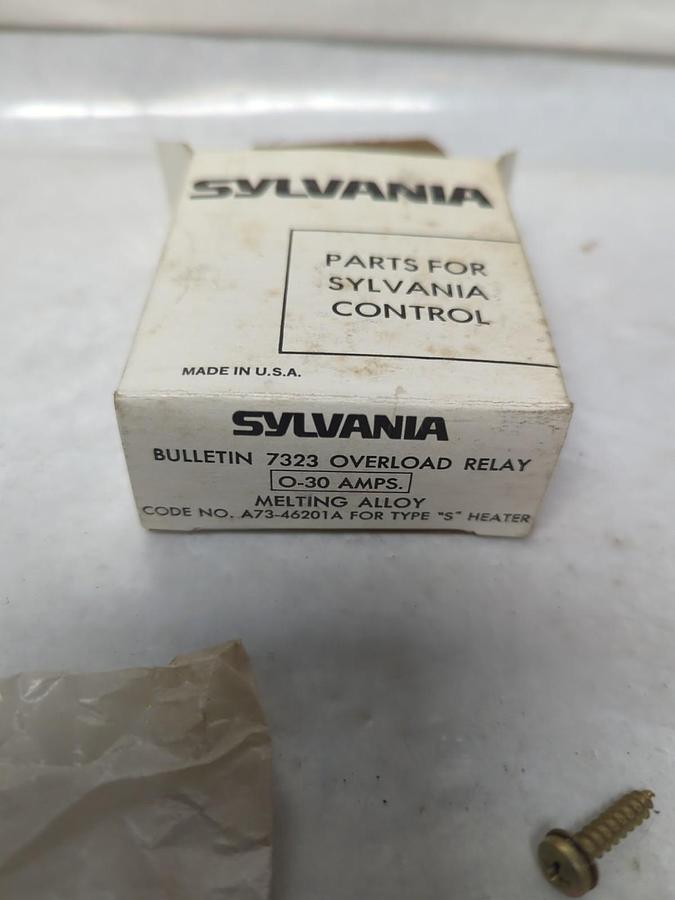 SYLVANIA
PARTS FOR
SYLVANIA
CONTROL
MADE IN U.S.A.
SYLVANIA
BULLETIN 7323 OVERLOAD RELAY
O-30 AMPS.
MELTING ALLOY
CODE NO. A73-46201A FOR TYPE "S" HEATER